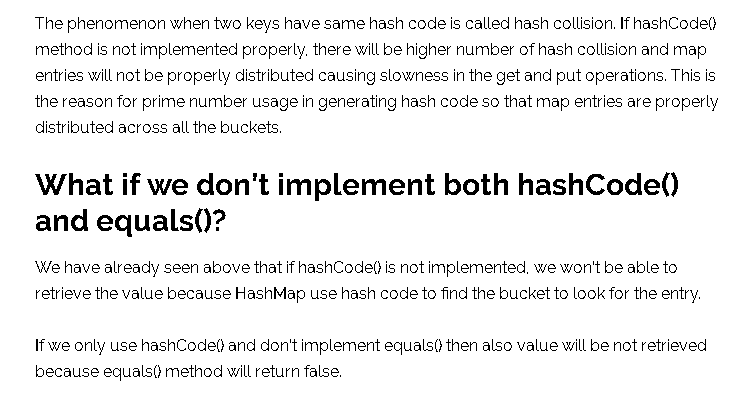 The phenomenon when two keys have same hash code is called hash collision. If hashCode()
method is not implemented properly, there will be higher number of hash collision and map
entries will not be properly distributed causing slowness in the get and put operations. This is
the reason for prime number usage in generating hash code so that map entries are properly
distributed across all the buckets.
What if we don't implement both hashCode()
and equals()?
We have already seen above that if hashCode() is not implemented, we won't be able to
retrieve the value because HashMap use hash code to find the bucket to look for the entry.
If we only use hashCode() and don't implement equals() then also value will be not retrieved
because equals() method will return false.